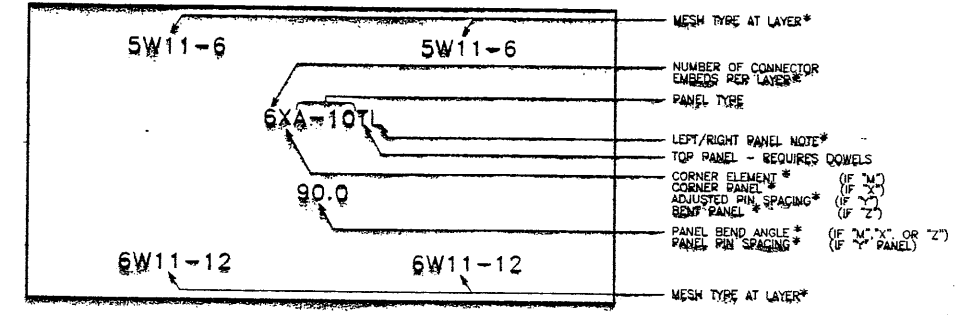 5W11-6 5W11-6 MESH TYPE AT LAYER*
NUMBER OF CONNECTOR
EMBEDS PER LAYER*
PANEL TYPE
6XA-10TL
LEFT/RIGHT PANEL NOTE*
TOP PANEL - REQUIRES DOWELS
CORNER ELEMENT * (IF "M")
CORNER PANEL * (IF "X")
ADJUSTED PIN SPACING* (IF "Y")
BENT PANEL * (IF "Z")
90.0
PANEL BEND ANGLE * (IF "M","X", OR "Z")
PANEL PIN SPACING* (IF "Y" PANEL)
6W11-12 6W11-12
MESH TYPE AT LAYER*